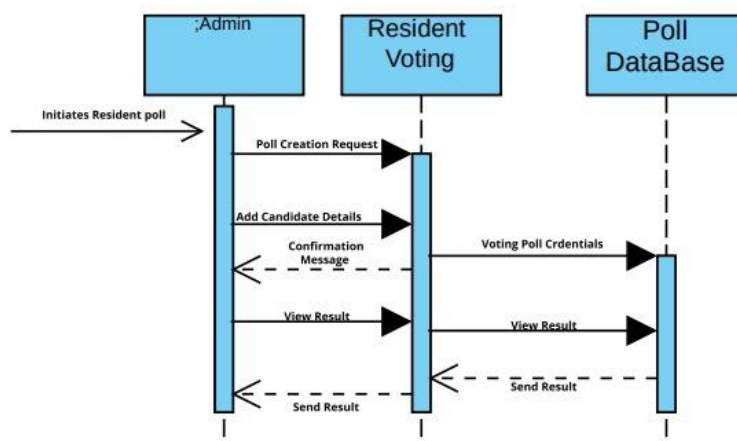 ;Admin
Resident
Voting
Poll
DataBase
Initiates Resident poll
Poll Creation Request
Add Candidate Details
Confirmation
Message
Voting Poll Crdentials
View Result
View Result
Send Result
Send Result